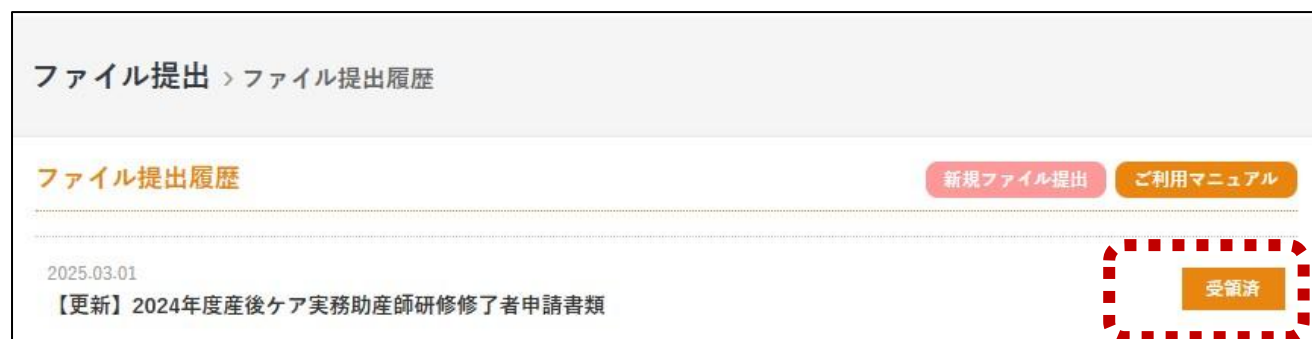 ファイル提出 > ファイル提出履歴
ファイル提出履歴
新規ファイル提出
ご利用マニュアル
2025.03.01
【更新】2024年度産後ケア実務助産師研修修了者申請書類
受領済